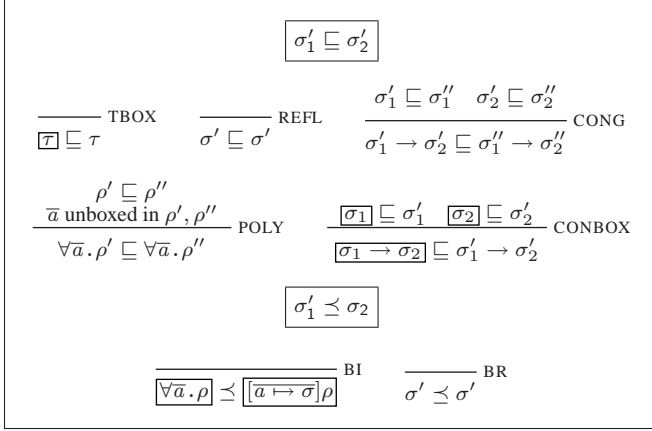 σ′₁ ⊑ σ′₂
σ′₁ ⊑ σ″₁ σ′₂ ⊑ σ″₂
TBOX REFL CONG
τ ⊑ τ σ′ ⊑ σ′ σ′₁ → σ′₂ ⊑ σ″₁ → σ″₂
ρ′ ⊑ ρ″
a̅ unboxed in ρ′, ρ″ σ₁ ⊑ σ′₁ σ₂ ⊑ σ′₂
POLY CONBOX
∀a̅.ρ′ ⊑ ∀a̅.ρ″ σ₁ → σ₂ ⊑ σ′₁ → σ′₂
σ′₁ ⪯ σ₂
BI BR
∀a̅.ρ ⪯ [a̅ ↦̅ σ̅]ρ σ′ ⪯ σ′